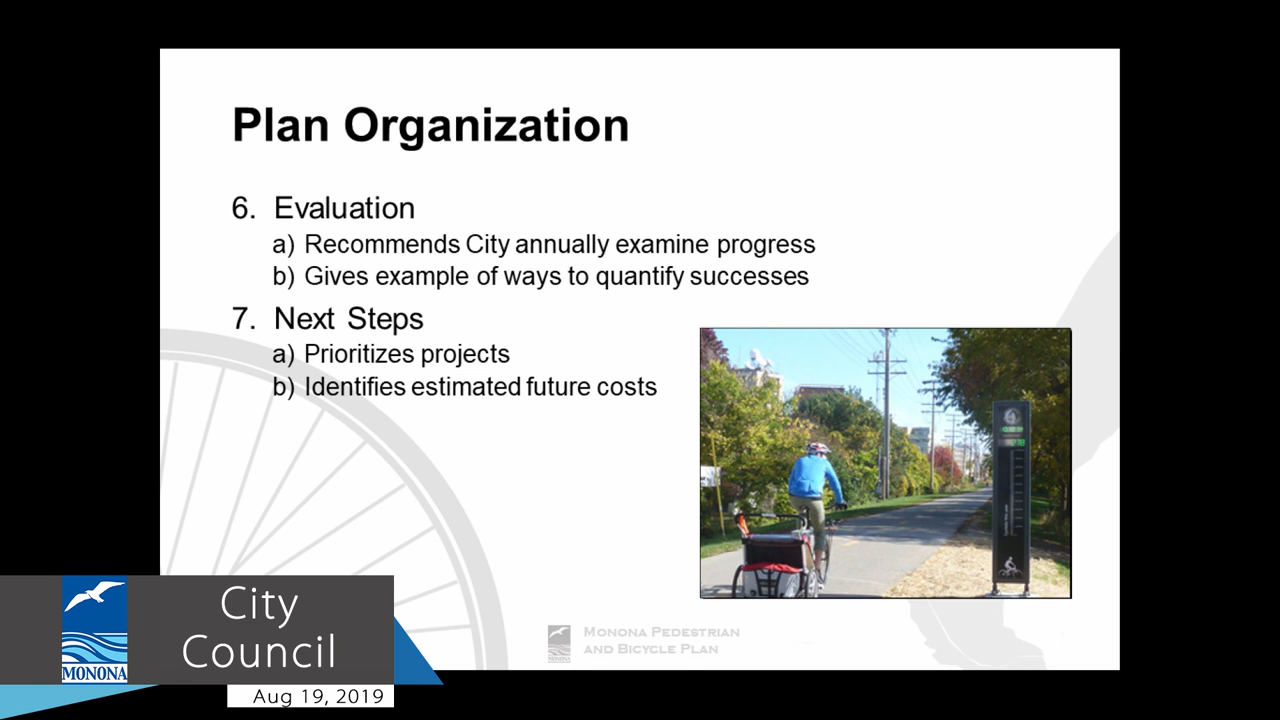 Plan Organization
6. Evaluation
a) Recommends City annually examine progress
b) Gives example of ways to quantify successes
7. Next Steps
a) Prioritizes projects
b) Identifies estimated future costs
MONONA PEDESTRIAN
AND BICYCLE PLAN
MONONA
City
Council
MONONA
Aug 19, 2019